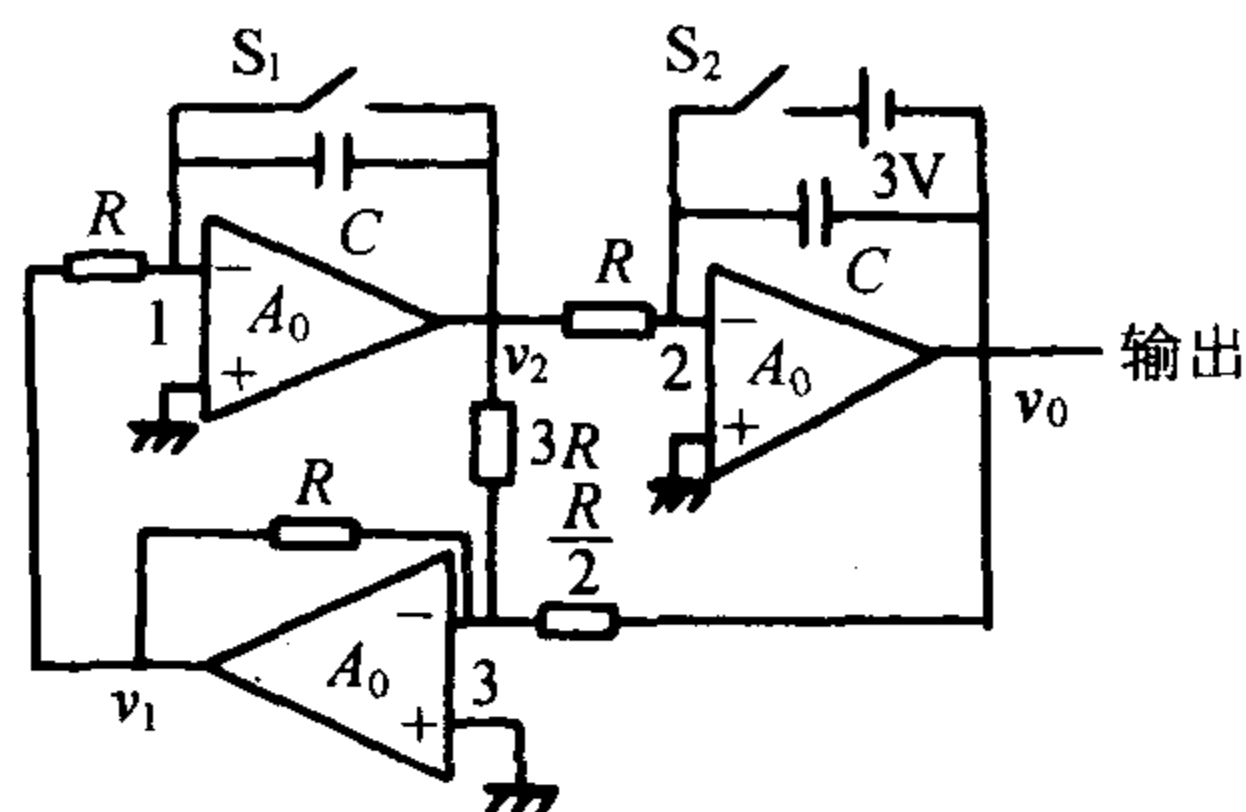 S₁
S₂
3V
R
C
R
C
1
−
A₀
+
v₂
2
−
A₀
+
输出
v₀
3R
R
R/2
−
A₀
3
+
v₁